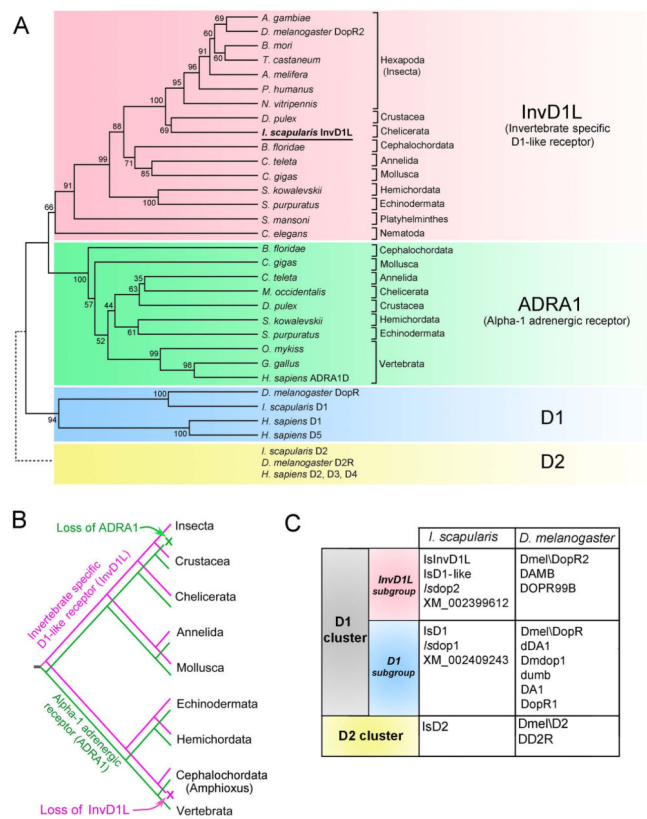 A
A. gambiae
D. melanogaster DopR2
B. mori
T. castaneum
A. melifera
P. humanus
N. vitripennis
D. pulex
I. scapularis InvD1L
B. floridae
C. teleta
C. gigas
S. kowalevskii
S. purpuratus
S. mansoni
C. elegans
69
60
60
91
96
95
100
69
88
99
71
85
91
100
66
Hexapoda
(Insecta)
Crustacea
Chelicerata
Cephalochordata
Annelida
Mollusca
Hemichordata
Echinodermata
Platyhelminthes
Nematoda
InvD1L
(Invertebrate specific
D1-like receptor)
B. floridae
C. gigas
C. teleta
M. occidentalis
D. pulex
S. kowalevskii
S. purpuratus
O. mykiss
G. gallus
H. sapiens ADRA1D
100
57
35
63
44
61
52
99
98
Cephalochordata
Mollusca
Annelida
Chelicerata
Crustacea
Hemichordata
Echinodermata
Vertebrata
ADRA1
(Alpha-1 adrenergic receptor)
D. melanogaster DopR
I. scapularis D1
H. sapiens D1
H. sapiens D5
100
94
100
D1
I. scapularis D2
D. melanogaster D2R
H. sapiens D2, D3, D4
D2
B
Loss of ADRA1
x
Insecta
Crustacea
Chelicerata
Annelida
Mollusca
Echinodermata
Hemichordata
Cephalochordata
(Amphioxus)
Vertebrata
x
Invertebrate specific
D1-like receptor (InvD1L)
Alpha-1 adrenergic
receptor (ADRA1)
Loss of InvD1L
C
I. scapularis D. melanogaster
D1
cluster
InvD1L
subgroup
IsInvD1L
IsD1-like
Isdop2
XM_002399612
Dmel\DopR2
DAMB
DOPR99B
D1
subgroup
IsD1
Isdop1
XM_002409243
Dmel\DopR
dDA1
Dmdop1
dumb
DA1
DopR1
D2 cluster
IsD2
Dmel\D2
DD2R